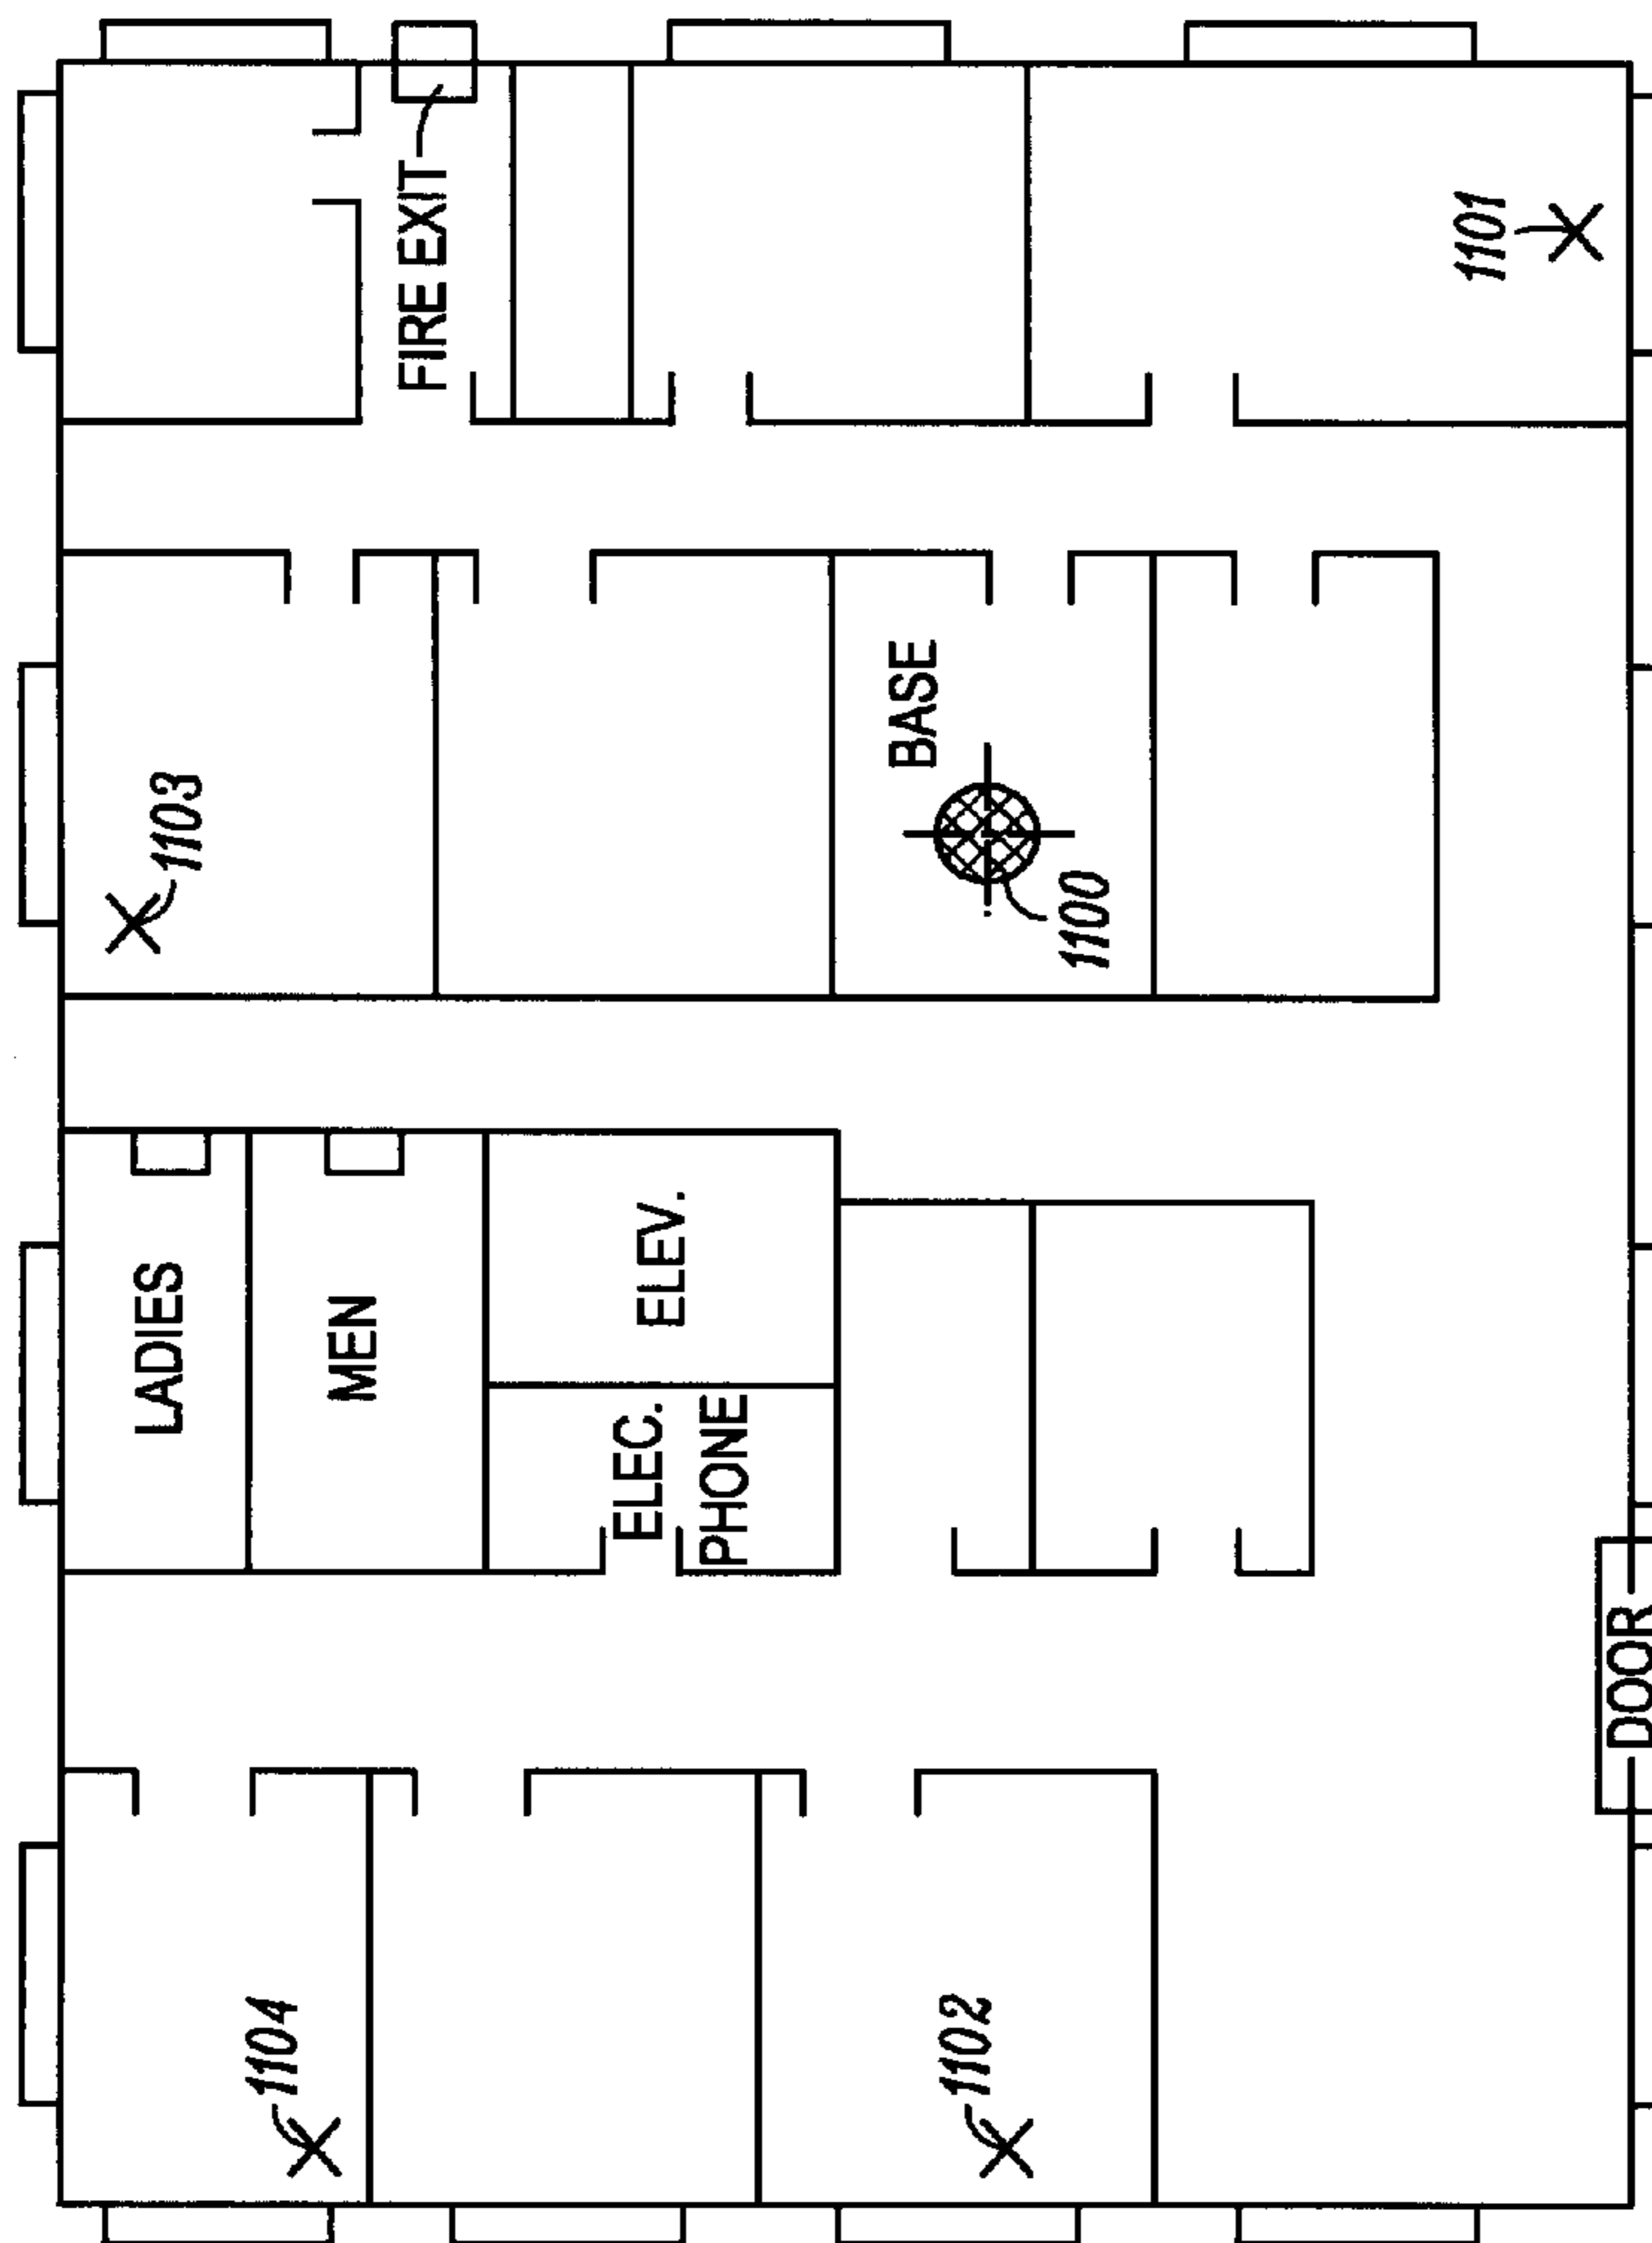 LADIES
1103
1104
MEN
FIRE EXIT
ELEC.
PHONE
ELEV.
BASE
1102
1100
1101
DOOR